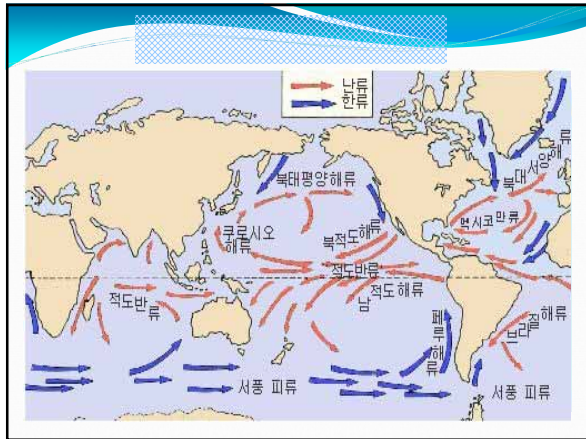 난류
한류
북태평양해류
쿠로시오
해류
북적도해류
적도반류
남적도해류
적도반류
페루해류
브라질해류
멕시코만류
북대서양해류
서풍 피류
서풍 피류